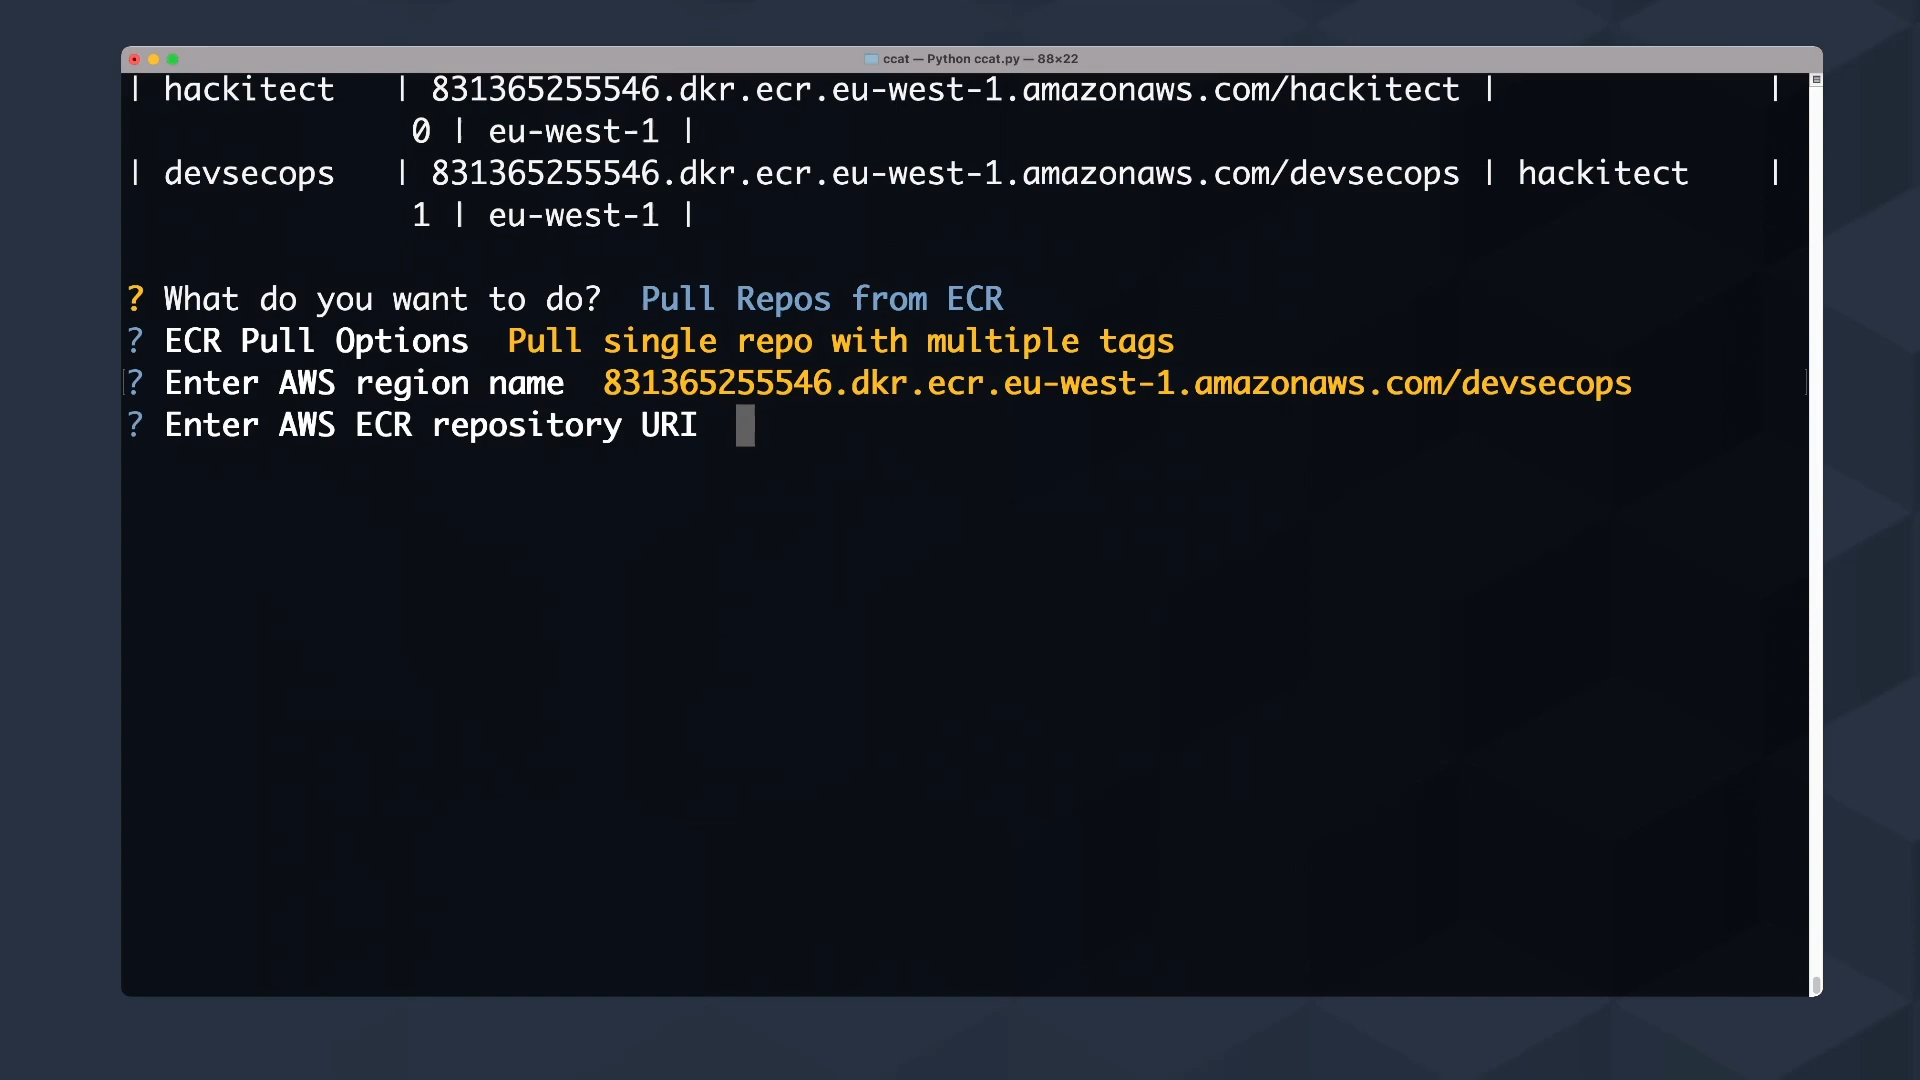 ccat — Python ccat.py — 88×22
| hackitect | 831365255546.dkr.ecr.eu-west-1.amazonaws.com/hackitect | |
0 | eu-west-1 |
| devsecops | 831365255546.dkr.ecr.eu-west-1.amazonaws.com/devsecops | hackitect |
1 | eu-west-1 |
? What do you want to do? Pull Repos from ECR
? ECR Pull Options Pull single repo with multiple tags
[? Enter AWS region name 831365255546.dkr.ecr.eu-west-1.amazonaws.com/devsecops ]
? Enter AWS ECR repository URI